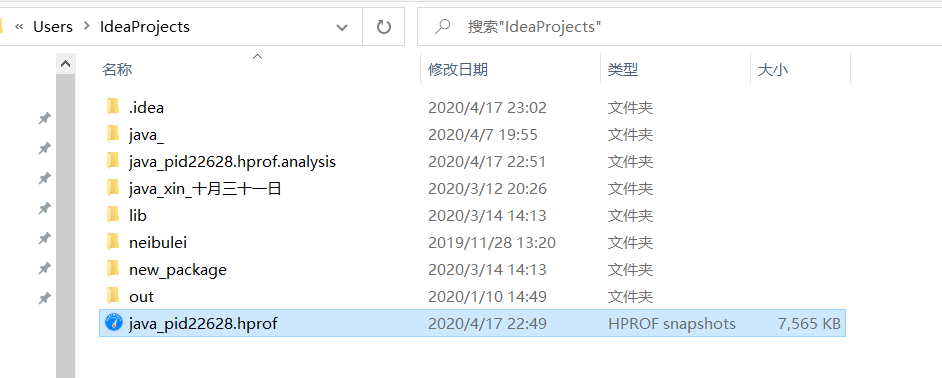 « Users › IdeaProjects 搜索"IdeaProjects"
名称 修改日期 类型 大小
.idea 2020/4/17 23:02 文件夹
java_ 2020/4/7 19:55 文件夹
java_pid22628.hprof.analysis 2020/4/17 22:51 文件夹
java_xin_十月三十一日 2020/3/12 20:26 文件夹
lib 2020/3/14 14:13 文件夹
neibulei 2019/11/28 13:20 文件夹
new_package 2020/3/14 14:13 文件夹
out 2020/1/10 14:49 文件夹
java_pid22628.hprof 2020/4/17 22:49 HPROF snapshots 7,565 KB